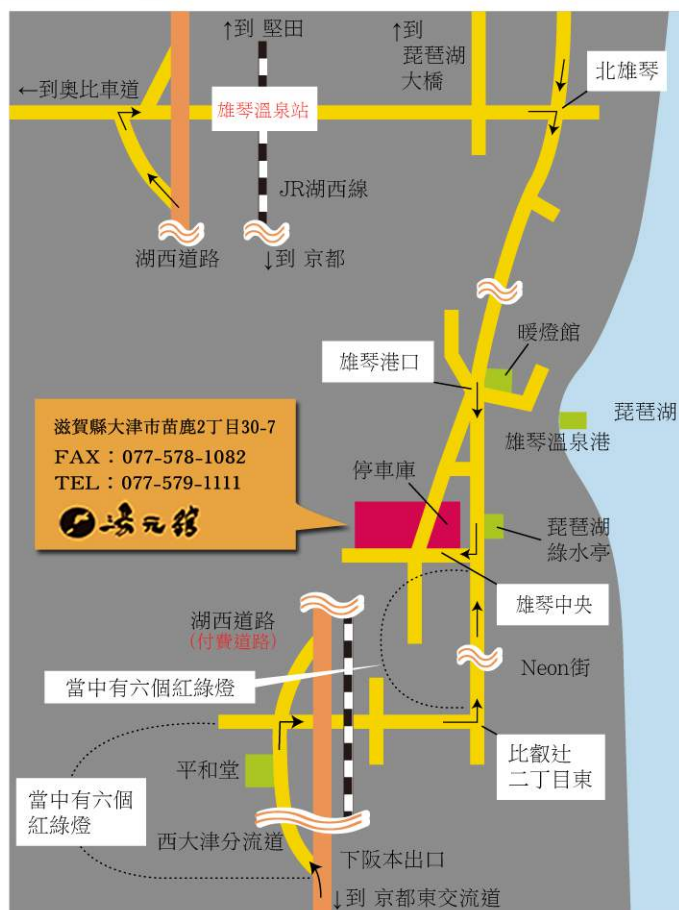 ↑到 堅田
↑到
琵琶湖
大橋
北雄琴
←到奧比車道
雄琴溫泉站
JR湖西線
湖西道路
↓到 京都
暖燈館
雄琴港口
琵琶湖
雄琴溫泉港
滋賀縣大津市苗鹿2丁目30-7
FAX：077-578-1082
TEL：077-579-1111
湯元舘
停車庫
琵琶湖
綠水亭
雄琴中央
湖西道路
(付費道路)
Neon街
當中有六個紅綠燈
比叡辻
二丁目東
平和堂
當中有六個
紅綠燈
西大津分流道
下阪本出口
↓到 京都東交流道